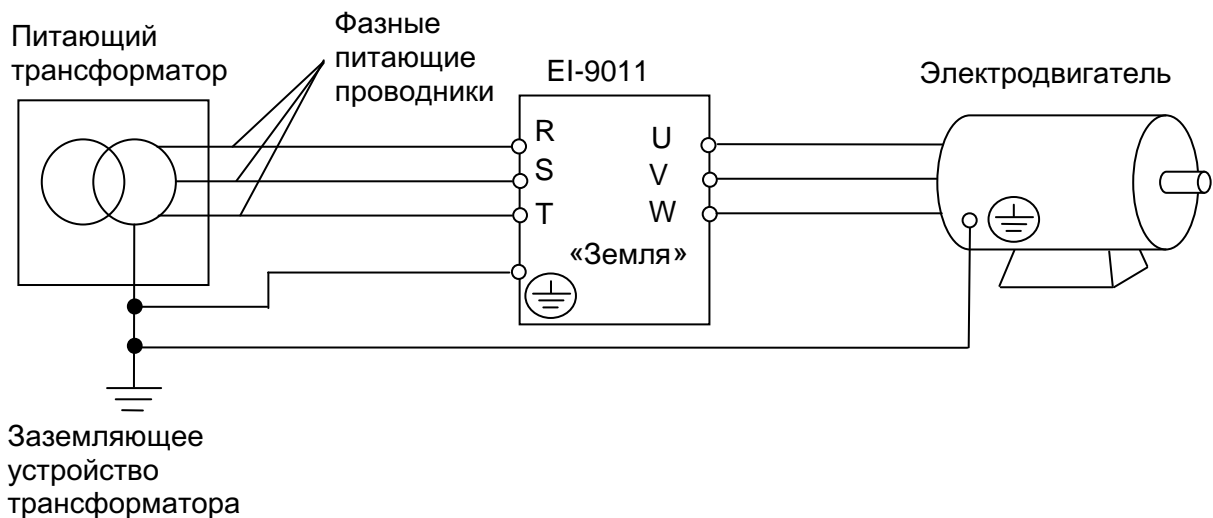 Питающий
трансформатор
Фазные
питающие
проводники
EI-9011
Электродвигатель
R
S
T
U
V
W
«Земля»
Заземляющее
устройство
трансформатора